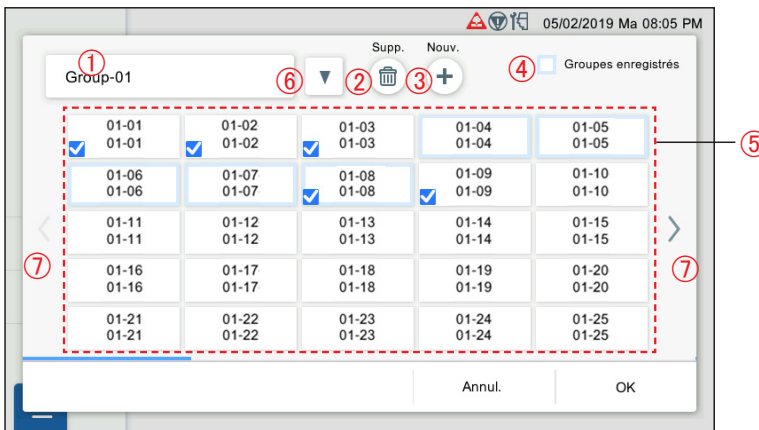 05/02/2019 Ma 08:05 PM
Supp. Nouv.
① Group-01 ⑥ ▼ ② ③ + ④ Groupes enregistrés
01-01 01-02 01-03 01-04 01-05
01-01 01-02 01-03 01-04 01-05
⑤
01-06 01-07 01-08 01-09 01-10
01-06 01-07 01-08 01-09 01-10
01-11 01-12 01-13 01-14 01-15
01-11 01-12 01-13 01-14 01-15
⑦ ⑦
01-16 01-17 01-18 01-19 01-20
01-16 01-17 01-18 01-19 01-20
01-21 01-22 01-23 01-24 01-25
01-21 01-22 01-23 01-24 01-25
Annul. OK